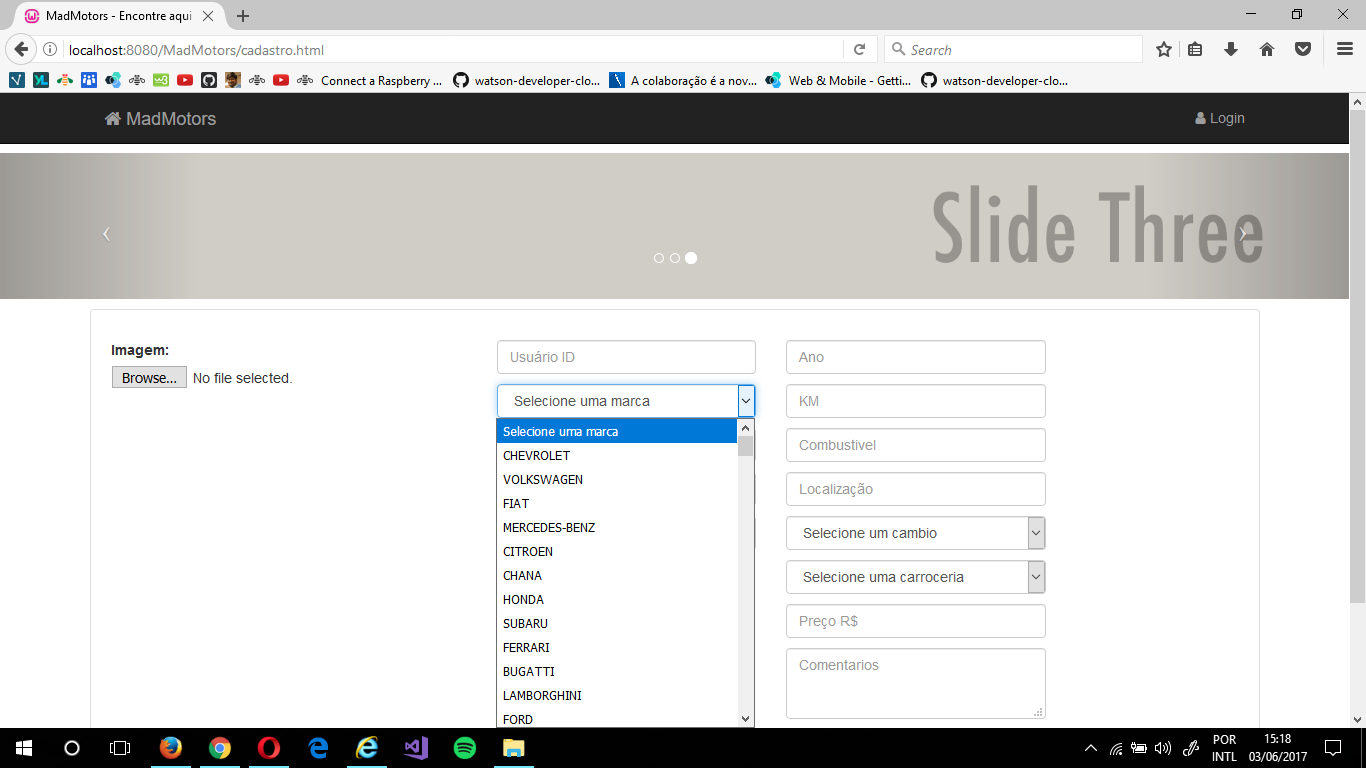 MadMotors - Encontre aqui
localhost:8080/MadMotors/cadastro.html
Search
Connect a Raspberry ...
watson-developer-clo...
A colaboração é a nov...
Web & Mobile - Getti...
watson-developer-clo...
MadMotors
Login
Slide Three
Imagem:
Browse... No file selected.
Usuário ID
Selecione uma marca
Selecione uma marca
CHEVROLET
VOLKSWAGEN
FIAT
MERCEDES-BENZ
CITROEN
CHANA
HONDA
SUBARU
FERRARI
BUGATTI
LAMBORGHINI
FORD
Ano
KM
Combustivel
Localização
Selecione um cambio
Selecione uma carroceria
Preço R$
Comentarios
POR
INTL
15:18
03/06/2017